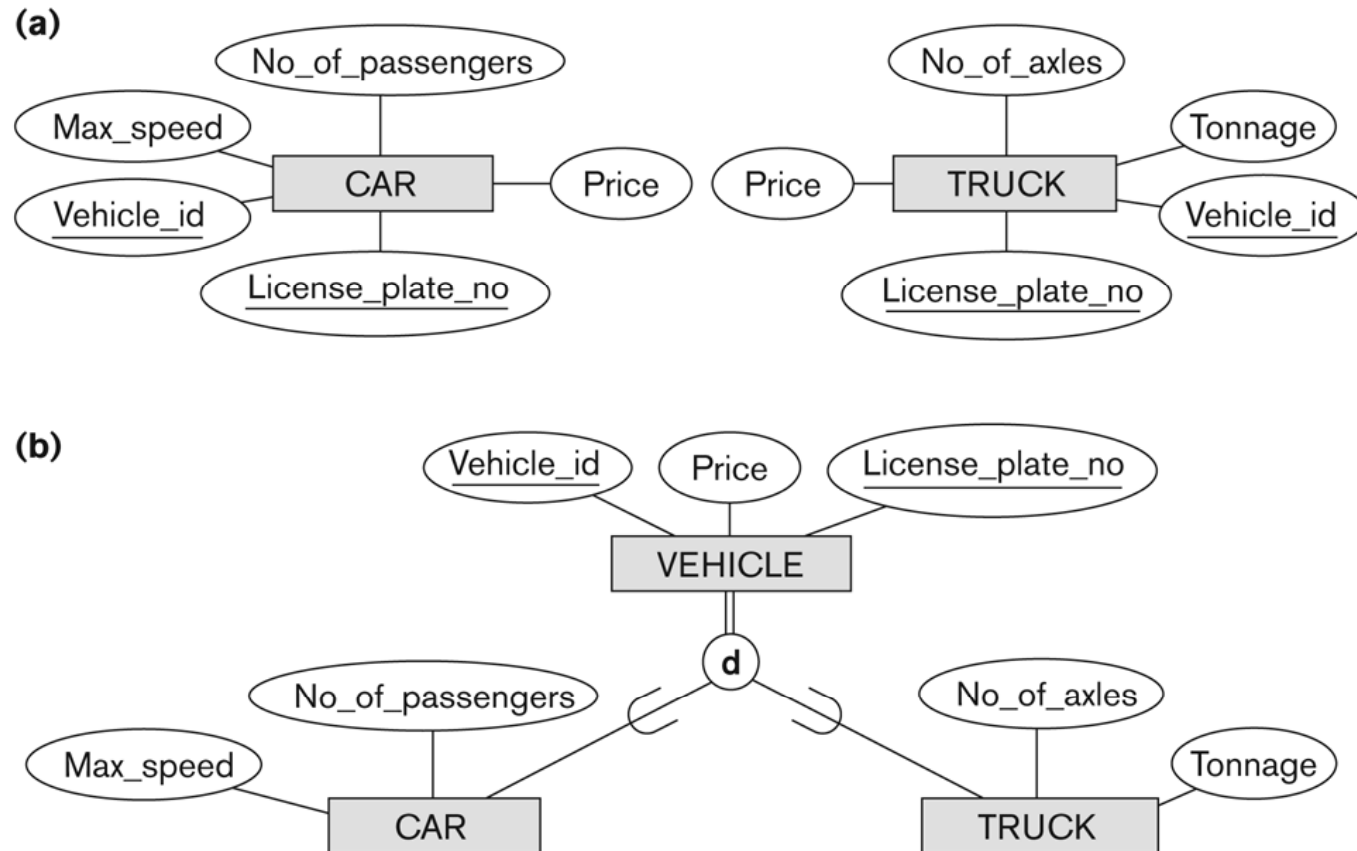 (a)
No_of_passengers
No_of_axles
Max_speed
Tonnage
CAR
Price
Price
TRUCK
Vehicle_id
Vehicle_id
License_plate_no
License_plate_no
(b)
Vehicle_id
Price
License_plate_no
VEHICLE
d
No_of_passengers
No_of_axles
Max_speed
Tonnage
CAR
TRUCK